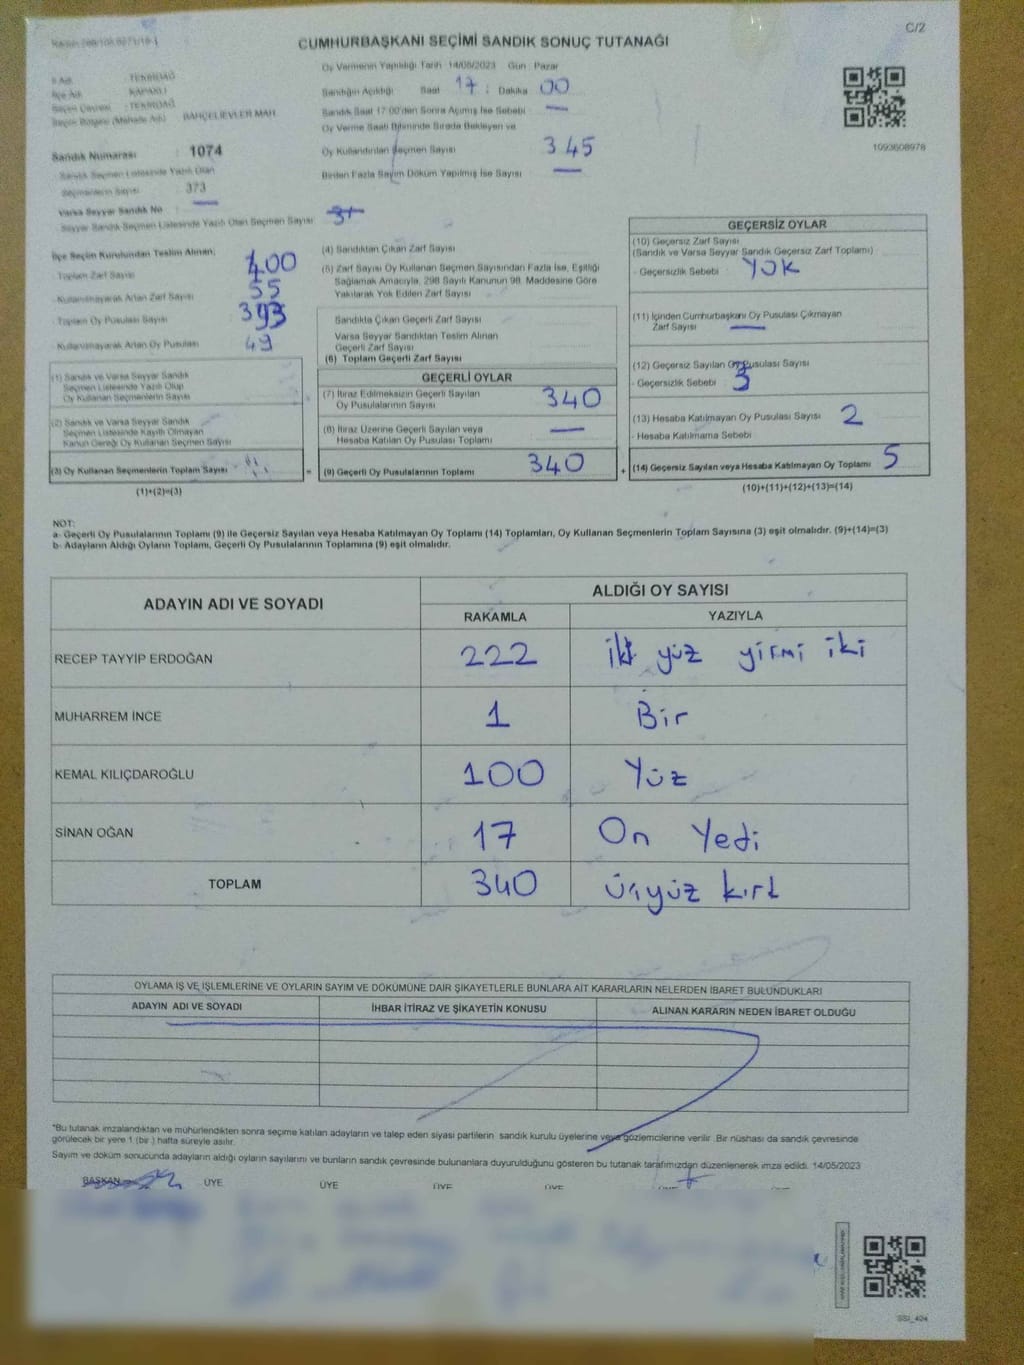 C/2
CUMHURBAŞKANI SEÇİMİ SANDIK SONUÇ TUTANAĞI
Oy Vermenin Yapıldığı Tarih 14/05/2023 Gün : Pazar
İl Adı : TEKİRDAĞ
İlçe Adı : KAPAKLI
Seçim Çevresi : TEKİRDAĞ
Seçim Bölgesi (Mahalle Adı) BAHÇELİEVLER MAH.
Sandığın Açıldığı Saat 17 : Dakika 00
Sandık Saat 17:00'den Sonra Açılmış İse Sebebi —
Oy Verme Saati Bitiminde Sırada Bekleyen ve
Oy Kullandırılan Seçmen Sayısı 345
Birden Fazla Sayım Döküm Yapılmış İse Sayısı —
1093608978
Sandık Numarası : 1074
Sandık Seçmen Listesinde Yazılı Olan
Seçmenlerin Sayısı : 373
Varsa Seyyar Sandık No —
Seyyar Sandık Seçmen Listesinde Yazılı Olan Seçmen Sayısı
İlçe Seçim Kurulundan Teslim Alınan;
Toplam Zarf Sayısı 400
- Kullanılmayarak Artan Zarf Sayısı 55
- Toplam Oy Pusulası Sayısı
- Kullanılmayarak Artan Oy Pusulası 49
(1) Sandık ve Varsa Seyyar Sandık
Seçmen Listesinde Yazılı Olup
Oy Kullanan Seçmenlerin Sayısı
(2) Sandık ve Varsa Seyyar Sandık
Seçmen Listesinde Kayıtlı Olmayan
Kanun Gereği Oy Kullanan Seçmen Sayısı
(3) Oy Kullanan Seçmenlerin Toplam Sayısı
(1)+(2)=(3)
(4) Sandıktan Çıkan Zarf Sayısı
(5) Zarf Sayısı Oy Kullanan Seçmen Sayısından Fazla İse, Eşitliği
Sağlamak Amacıyla, 298 Sayılı Kanunun 98. Maddesine Göre
Yakılarak Yok Edilen Zarf Sayısı
Sandıkta Çıkan Geçerli Zarf Sayısı
Varsa Seyyar Sandıktan Teslim Alınan
Geçerli Zarf Sayısı
(6) Toplam Geçerli Zarf Sayısı
GEÇERLİ OYLAR
(7) İtiraz Edilmeksizin Geçerli Sayılan
Oy Pusulalarının Sayısı 340
(8) İtiraz Üzerine Geçerli Sayılan veya
Hesaba Katılan Oy Pusulası Toplamı —
= (9) Geçerli Oy Pusulalarının Toplamı 340
GEÇERSİZ OYLAR
(10) Geçersiz Zarf Sayısı
(Sandık ve Varsa Seyyar Sandık Geçersiz Zarf Toplamı)
- Geçersizlik Sebebi YOK
(11) İçinden Cumhurbaşkanı Oy Pusulası Çıkmayan
Zarf Sayısı —
(12) Geçersiz Sayılan Oy Pusulası Sayısı
- Geçersizlik Sebebi 3
(13) Hesaba Katılmayan Oy Pusulası Sayısı 2
- Hesaba Katılmama Sebebi
+ (14) Geçersiz Sayılan veya Hesaba Katılmayan Oy Toplamı 5
(10)+(11)+(12)+(13)=(14)
NOT:
a- Geçerli Oy Pusulalarının Toplamı (9) ile Geçersiz Sayılan veya Hesaba Katılmayan Oy Toplamı (14) Toplamları, Oy Kullanan Seçmenlerin Toplam Sayısına (3) eşit olmalıdır. (9)+(14)=(3)
b- Adayların Aldığı Oyların Toplamı, Geçerli Oy Pusulalarının Toplamına (9) eşit olmalıdır.
ADAYIN ADI VE SOYADI
ALDIĞI OY SAYISI
RAKAMLA YAZIYLA
RECEP TAYYİP ERDOĞAN 222 iki yüz yirmi iki
MUHARREM İNCE 1 Bir
KEMAL KILIÇDAROĞLU 100 Yüz
SİNAN OĞAN 17 On Yedi
TOPLAM 340 üçyüz kırk
OYLAMA İŞ VE İŞLEMLERİNE VE OYLARIN SAYIM VE DÖKÜMÜNE DAİR ŞİKAYETLERLE BUNLARA AİT KARARLARIN NELERDEN İBARET BULUNDUKLARI
ADAYIN ADI VE SOYADI İHBAR İTİRAZ VE ŞİKAYETİN KONUSU ALINAN KARARIN NEDEN İBARET OLDUĞU
*Bu tutanak imzalandıktan ve mühürlendikten sonra seçime katılan adayların ve talep eden siyasi partilerin sandık kurulu üyelerine veya gözlemcilerine verilir. Bir nüshası da sandık çevresinde
görülecek bir yere 1 (bir ) hafta süreyle asılır.
Sayım ve döküm sonucunda adayların aldığı oyların sayılarını ve bunların sandık çevresinde bulunanlara duyurulduğunu gösteren bu tutanak tarafımızdan düzenlenerek imza edildi. 14/05/2023
BAŞKAN ÜYE ÜYE ÜYE ÜYE ÜYE
SSI_404